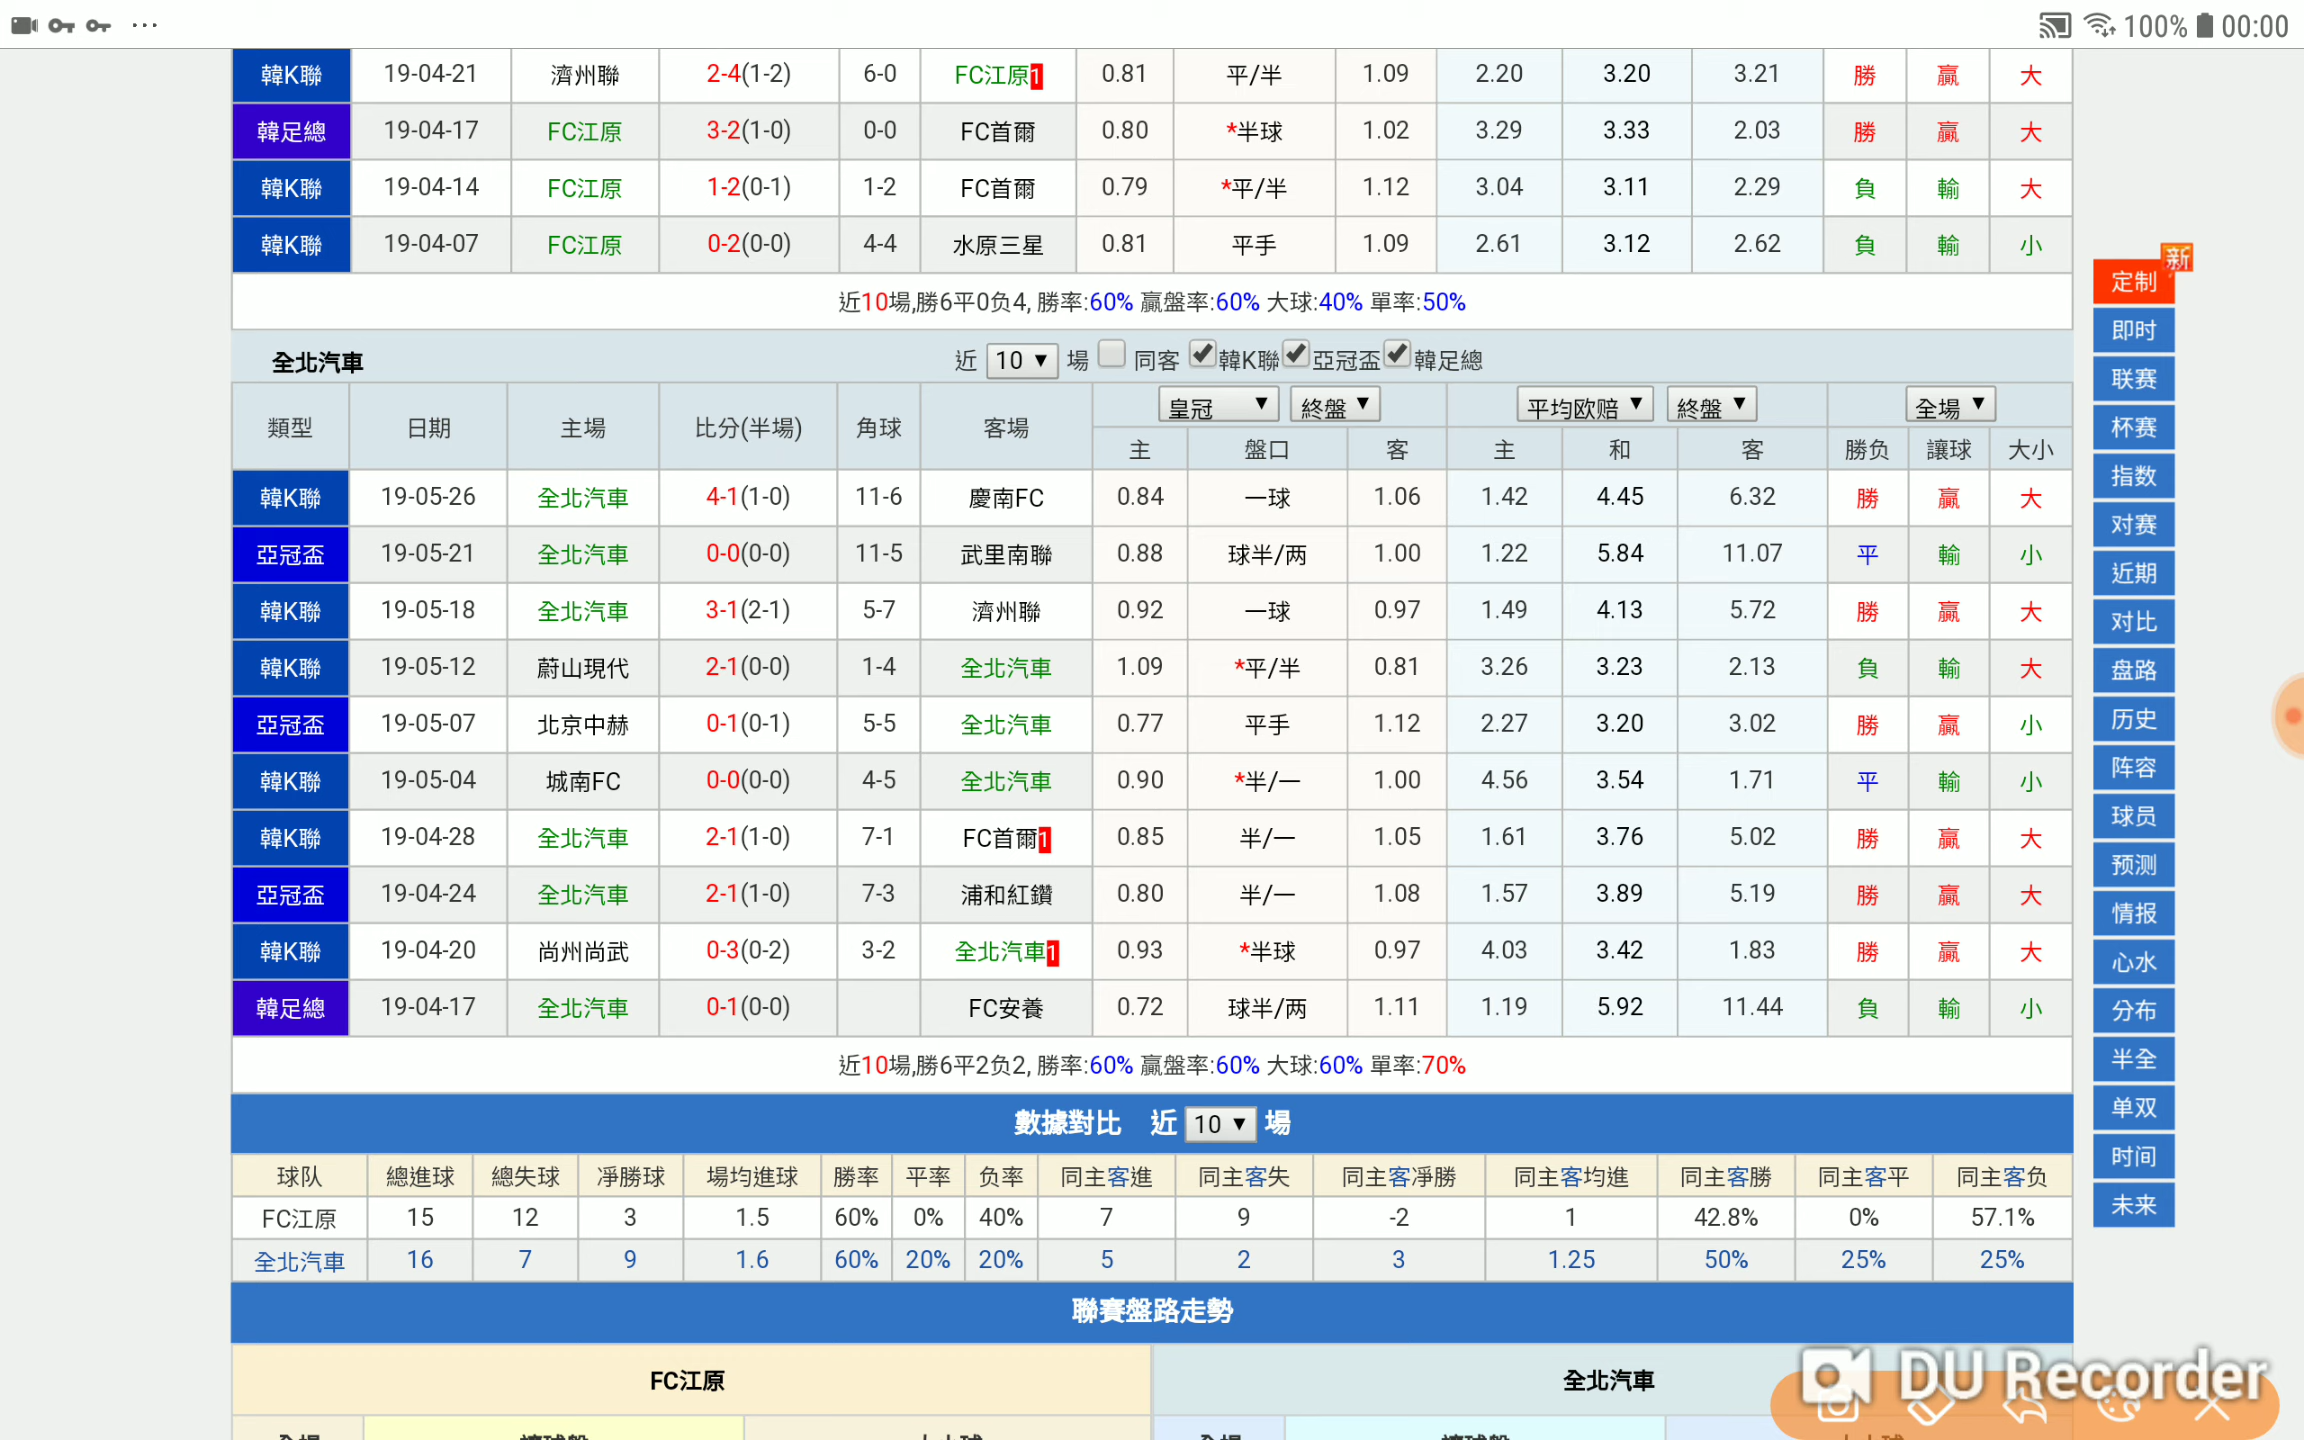 100% 00:00
韓K聯 19-04-21 濟州聯 2-4(1-2) 6-0 FC江原1 0.81 平/半 1.09 2.20 3.20 3.21 勝 贏 大
韓足總 19-04-17 FC江原 3-2(1-0) 0-0 FC首爾 0.80 *半球 1.02 3.29 3.33 2.03 勝 贏 大
韓K聯 19-04-14 FC江原 1-2(0-1) 1-2 FC首爾 0.79 *平/半 1.12 3.04 3.11 2.29 負 輸 大
韓K聯 19-04-07 FC江原 0-2(0-0) 4-4 水原三星 0.81 平手 1.09 2.61 3.12 2.62 負 輸 小
近10場,勝6平0负4, 勝率:60% 贏盤率:60% 大球:40% 單率:50%
全北汽車 近 10 場 同客 韓K聯 亞冠盃 韓足總
類型 日期 主場 比分(半場) 角球 客場 皇冠 終盤 平均欧赔 終盤 全場
主 盤口 客 主 和 客 勝负 讓球 大小
韓K聯 19-05-26 全北汽車 4-1(1-0) 11-6 慶南FC 0.84 一球 1.06 1.42 4.45 6.32 勝 贏 大
亞冠盃 19-05-21 全北汽車 0-0(0-0) 11-5 武里南聯 0.88 球半/两 1.00 1.22 5.84 11.07 平 輸 小
韓K聯 19-05-18 全北汽車 3-1(2-1) 5-7 濟州聯 0.92 一球 0.97 1.49 4.13 5.72 勝 贏 大
韓K聯 19-05-12 蔚山現代 2-1(0-0) 1-4 全北汽車 1.09 *平/半 0.81 3.26 3.23 2.13 負 輸 大
亞冠盃 19-05-07 北京中赫 0-1(0-1) 5-5 全北汽車 0.77 平手 1.12 2.27 3.20 3.02 勝 贏 小
韓K聯 19-05-04 城南FC 0-0(0-0) 4-5 全北汽車 0.90 *半/一 1.00 4.56 3.54 1.71 平 輸 小
韓K聯 19-04-28 全北汽車 2-1(1-0) 7-1 FC首爾1 0.85 半/一 1.05 1.61 3.76 5.02 勝 贏 大
亞冠盃 19-04-24 全北汽車 2-1(1-0) 7-3 浦和紅鑽 0.80 半/一 1.08 1.57 3.89 5.19 勝 贏 大
韓K聯 19-04-20 尚州尚武 0-3(0-2) 3-2 全北汽車1 0.93 *半球 0.97 4.03 3.42 1.83 勝 贏 大
韓足總 19-04-17 全北汽車 0-1(0-0) FC安養 0.72 球半/两 1.11 1.19 5.92 11.44 負 輸 小
近10場,勝6平2负2, 勝率:60% 贏盤率:60% 大球:60% 單率:70%
數據對比 近 10 場
球队 總進球 總失球 凈勝球 場均進球 勝率 平率 负率 同主客進 同主客失 同主客凈勝 同主客均進 同主客勝 同主客平 同主客负
FC江原 15 12 3 1.5 60% 0% 40% 7 9 -2 1 42.8% 0% 57.1%
全北汽車 16 7 9 1.6 60% 20% 20% 5 2 3 1.25 50% 25% 25%
聯賽盤路走勢
FC江原 全北汽車
新
定制
即时
联赛
杯赛
指数
对赛
近期
对比
盘路
历史
阵容
球员
预测
情报
心水
分布
半全
单双
时间
未来
DU Recorder